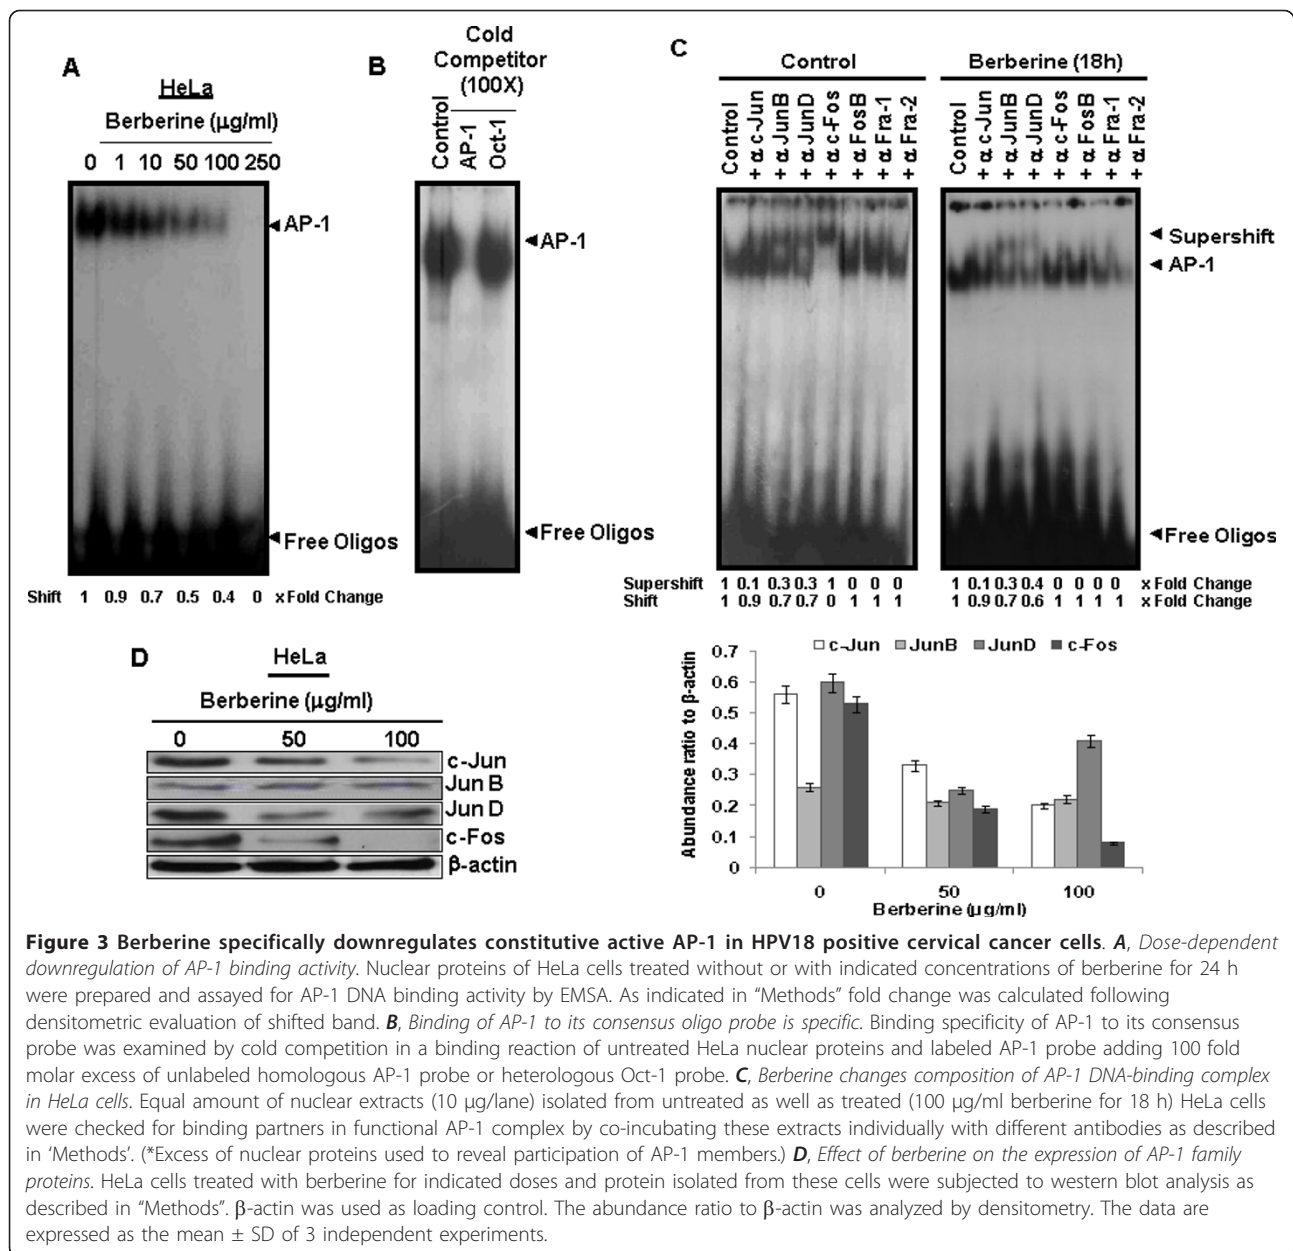 A
HeLa
Berberine (µg/ml)
0 1 10 50 100 250
AP-1
Free Oligos
Shift 1 0.9 0.7 0.5 0.4 0 x Fold Change
B
Cold
Competitor
(100X)
Control
AP-1
Oct-1
AP-1
Free Oligos
C
Control
Control
+ α c-Jun
+ α JunB
+ α JunD
+ α c-Fos
+ α FosB
+ α Fra-1
+ α Fra-2
Berberine (18h)
Control
+ α c-Jun
+ α JunB
+ α JunD
+ α c-Fos
+ α FosB
+ α Fra-1
+ α Fra-2
Supershift
AP-1
Free Oligos
Supershift 1 0.1 0.3 0.3 1 0 0 0 1 0.1 0.3 0.4 0 0 0 0 x Fold Change
Shift 1 0.9 0.7 0.7 0 1 1 1 1 0.9 0.7 0.6 1 1 1 1 x Fold Change
D
HeLa
Berberine (µg/ml)
0 50 100
c-Jun
Jun B
Jun D
c-Fos
β-actin
c-Jun JunB JunD c-Fos
Abundance ratio to β-actin
0.7
0.6
0.5
0.4
0.3
0.2
0.1
0
0 50 100
Berberine (µg/ml)
Figure 3 Berberine specifically downregulates constitutive active AP-1 in HPV18 positive cervical cancer cells. A, Dose-dependent
downregulation of AP-1 binding activity. Nuclear proteins of HeLa cells treated without or with indicated concentrations of berberine for 24 h
were prepared and assayed for AP-1 DNA binding activity by EMSA. As indicated in “Methods” fold change was calculated following
densitometric evaluation of shifted band. B, Binding of AP-1 to its consensus oligo probe is specific. Binding specificity of AP-1 to its consensus
probe was examined by cold competition in a binding reaction of untreated HeLa nuclear proteins and labeled AP-1 probe adding 100 fold
molar excess of unlabeled homologous AP-1 probe or heterologous Oct-1 probe. C, Berberine changes composition of AP-1 DNA-binding complex
in HeLa cells. Equal amount of nuclear extracts (10 µg/lane) isolated from untreated as well as treated (100 µg/ml berberine for 18 h) HeLa cells
were checked for binding partners in functional AP-1 complex by co-incubating these extracts individually with different antibodies as described
in ‘Methods’. (*Excess of nuclear proteins used to reveal participation of AP-1 members.) D, Effect of berberine on the expression of AP-1 family
proteins. HeLa cells treated with berberine for indicated doses and protein isolated from these cells were subjected to western blot analysis as
described in “Methods”. β-actin was used as loading control. The abundance ratio to β-actin was analyzed by densitometry. The data are
expressed as the mean ± SD of 3 independent experiments.